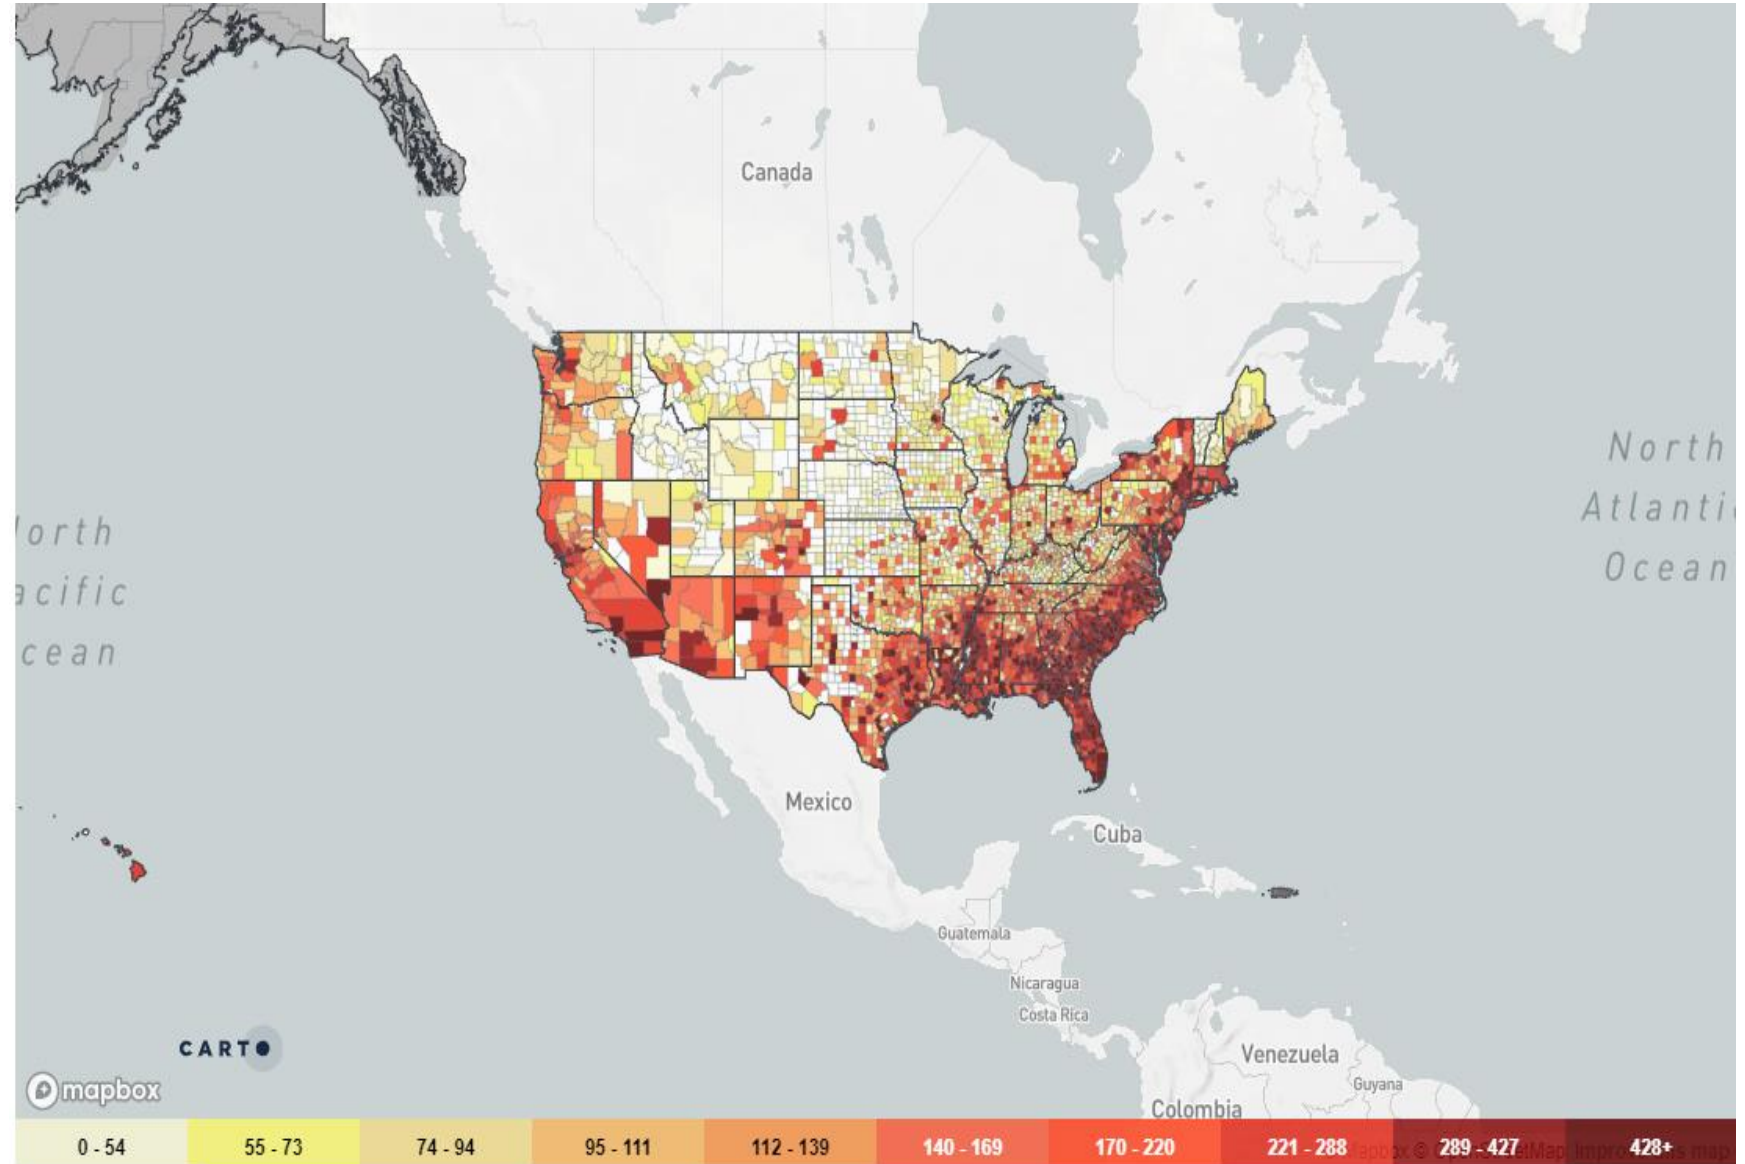 Canada
North
Atlanti
Ocean
orth
acific
cean
Mexico
Cuba
Guatemala
Nicaragua
Costa Rica
Venezuela
Guyana
Colombia
CARTO
mapbox
0 - 54 55 - 73 74 - 94 95 - 111 112 - 139 140 - 169 170 - 220 221 - 288 289 - 427 428+